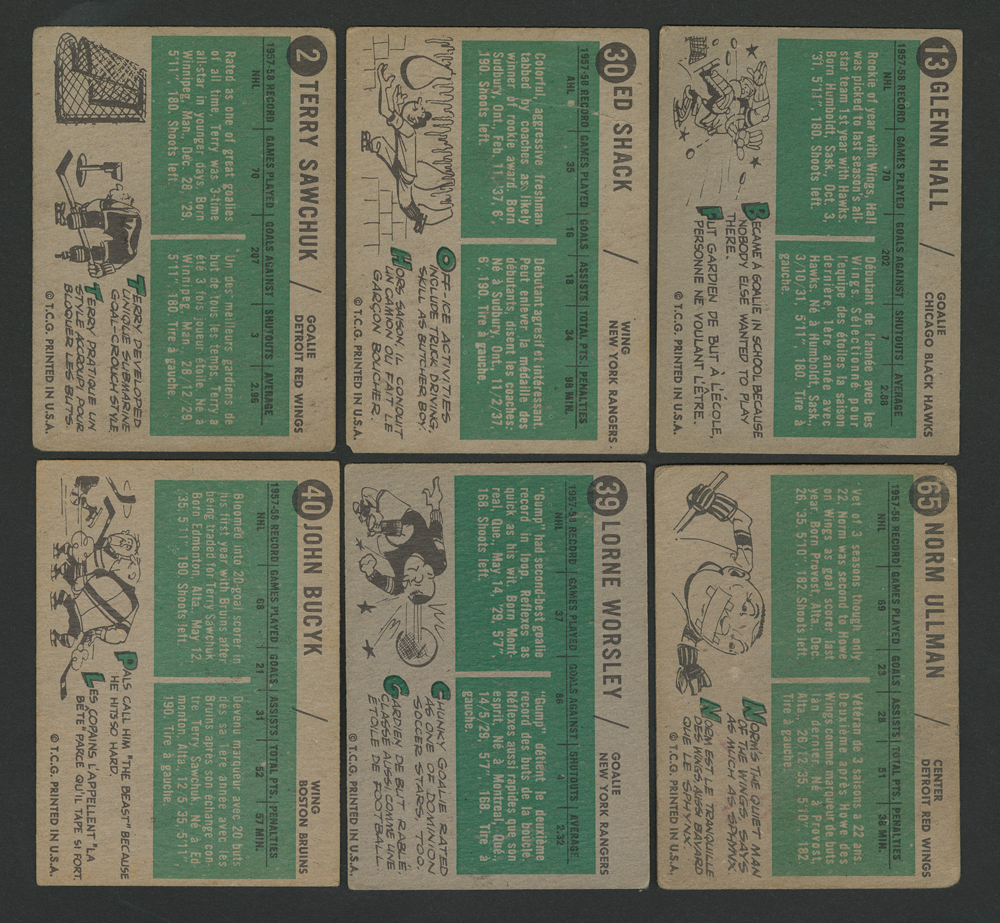 2 TERRY SAWCHUK / GOALIE
DETROIT RED WINGS
1957-58 RECORD | GAMES PLAYED | GOALS AGAINST | SHUTOUTS | AVERAGE
NHL 70 207 3 2.96
Rated as one of great goalies
of all time, Terry was 3-time
all-star in younger days. Born
Winnipeg, Man., Dec. 28, '29.
5'11", 180. Shoots left.
Un des meilleurs gardiens de
but de tous les temps. Terry a
été 3 fois joueur étoile. Né à
Winnipeg, Man., 28/12/29.
5'11", 180. Tire à gauche.
TERRY DEVELOPED
UNIQUE SUBMARINE
GOAL-CROUCH STYLE
TERRY PRATIQUE UN
STYLE ACCROUPI POUR
BLOQUER LES BUTS.
© T.C.G. PRINTED IN U.S.A.
30 ED SHACK / WING
NEW YORK RANGERS
1957-58 RECORD | GAMES PLAYED | GOALS | ASSISTS | TOTAL PTS. | PENALTIES
AHL 35 16 18 34 98 MIN.
Colorful, aggressive freshman
tabbed by coaches as likely
winner of rookie award. Born
Sudbury, Ont., Feb. 11, '37. 6',
190. Shoots left.
Débutant agresif et intéressant.
Peut enlever la médaille des
débutants, disent les coaches:
Né à Sudbury, Ont., 11/2/37.
6', 190. Tire à gauche.
OFF-ICE ACTIVITIES
INCLUDE TRUCK DRIVING,
SKILL AS BUTCHER BOY.
HORS SAISON, IL CONDUIT
UN CAMION OU FAIT LE
GARÇON BOUCHER.
© T.C.G. PRINTED IN U.S.A.
13 GLENN HALL / GOALIE
CHICAGO BLACK HAWKS
1957-58 RECORD | GAMES PLAYED | GOALS AGAINST | SHUTOUTS | AVERAGE
NHL 70 202 7 2.88
Rookie of year with Wings, Hall
was picked to last season's all-
star team 1st year with Hawks.
Born Humboldt, Sask., Oct. 3,
'31. 5'11", 180. Shoots left.
Débutant de l'année avec les
Wings. Sélectionné pour
l'équipe des étoiles la saison
dernière, 1ère année avec
Hawks. Né à Humboldt, Sask.,
3/10/31. 5'11", 180. Tire à
gauche.
BECAME A GOALIE IN SCHOOL BECAUSE
NOBODY ELSE WANTED TO PLAY
THERE.
FUT GARDIEN DE BUT À L'ÉCOLE,
PERSONNE NE VOULANT L'ÊTRE.
© T.C.G. PRINTED IN U.S.A.
40 JOHN BUCYK / WING
BOSTON BRUINS
1957-58 RECORD | GAMES PLAYED | GOALS | ASSISTS | TOTAL PTS. | PENALTIES
NHL 68 21 31 52 57 MIN.
Bloomed into 20-goal scorer in
his first year with Bruins after
being traded for Terry Sawchuk.
Born Edmonton, Alta., May 12,
'35. 5'11", 190. Shoots left.
Devenu marqueur avec 20 buts
dès sa 1ère année avec les
Bruins après son échange con-
tre Terry Sawchuk. Né à Ed-
monton, Alta., 12/5/35. 5'11",
190. Tire à gauche.
PALS CALL HIM "THE BEAST" BECAUSE
HE HITS SO HARD.
LES COPAINS L'APPELLENT "LA
BÊTE" PARCE QU'IL TAPE SI FORT.
© T.C.G. PRINTED IN U.S.A.
39 LORNE WORSLEY / GOALIE
NEW YORK RANGERS
1957-58 RECORD | GAMES PLAYED | GOALS AGAINST | SHUTOUTS | AVERAGE
NHL 37 86 4 2.32
"Gump" had second-best goalie
record in loop. Reflexes as
quick as his wit. Born Mont-
real, Que., May 14, '29. 5'7",
168. Shoots left.
"Gump" détient le deuxième
record des buts de la boucle.
Réflexes aussi rapides que son
esprit. Né à Montreal, Que.,
14/5/29. 5'7", 168. Tire à
gauche.
CHUNKY GOALIE RATED
AS ONE OF DOMINION
SOCCER STARS, TOO.
GARDIEN DE BUT RABLE,
CLASSÉ AUSSI COMME UNE
ÉTOILE DE FOOTBALL.
© T.C.G. PRINTED IN U.S.A.
65 NORM ULLMAN / CENTER
DETROIT RED WINGS
1957-58 RECORD | GAMES PLAYED | GOALS | ASSISTS | TOTAL PTS. | PENALTIES
NHL 69 23 28 51 38 MIN.
Vet of 3 seasons though only
22, Norm was second to Howe
on Wings as goal scorer last
year. Born Provost, Alta., Dec.
26, '35. 5'10", 182. Shoots left.
Vétéran de 3 saisons à 22 ans.
Deuxième après Howe des
Wings comme marqueur de buts
l'an dernier. Né à Provost,
Alta., 26/12/35. 5'10", 182.
Tire à gauche.
NORM'S THE QUIET MAN
OF THE WINGS. SAYS
AS MUCH AS SPHYNX.
NORM EST LE TRANQUILLE
DES WINGS. AUSSI BAVARD
QUE LE SPHYNX.
© T.C.G. PRINTED IN U.S.A.